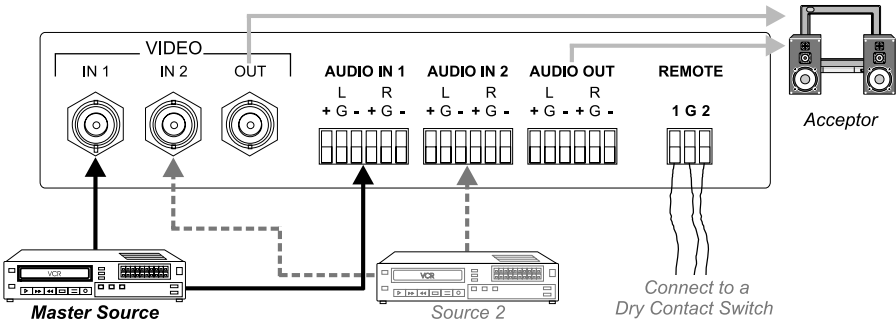 VIDEO
IN 1 IN 2 OUT
AUDIO IN 1 AUDIO IN 2 AUDIO OUT REMOTE
L R L R L R
+ G - + G - + G - + G - + G - + G - 1 G 2
Acceptor
VCR
VCR
Master Source
Source 2
Connect to a
Dry Contact Switch